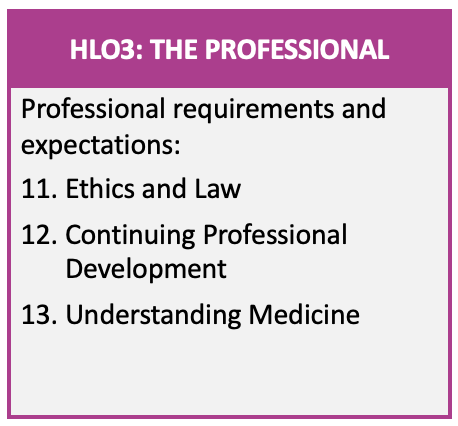 HLO3: THE PROFESSIONAL
Professional requirements and
expectations:
11. Ethics and Law
12. Continuing Professional
Development
13. Understanding Medicine